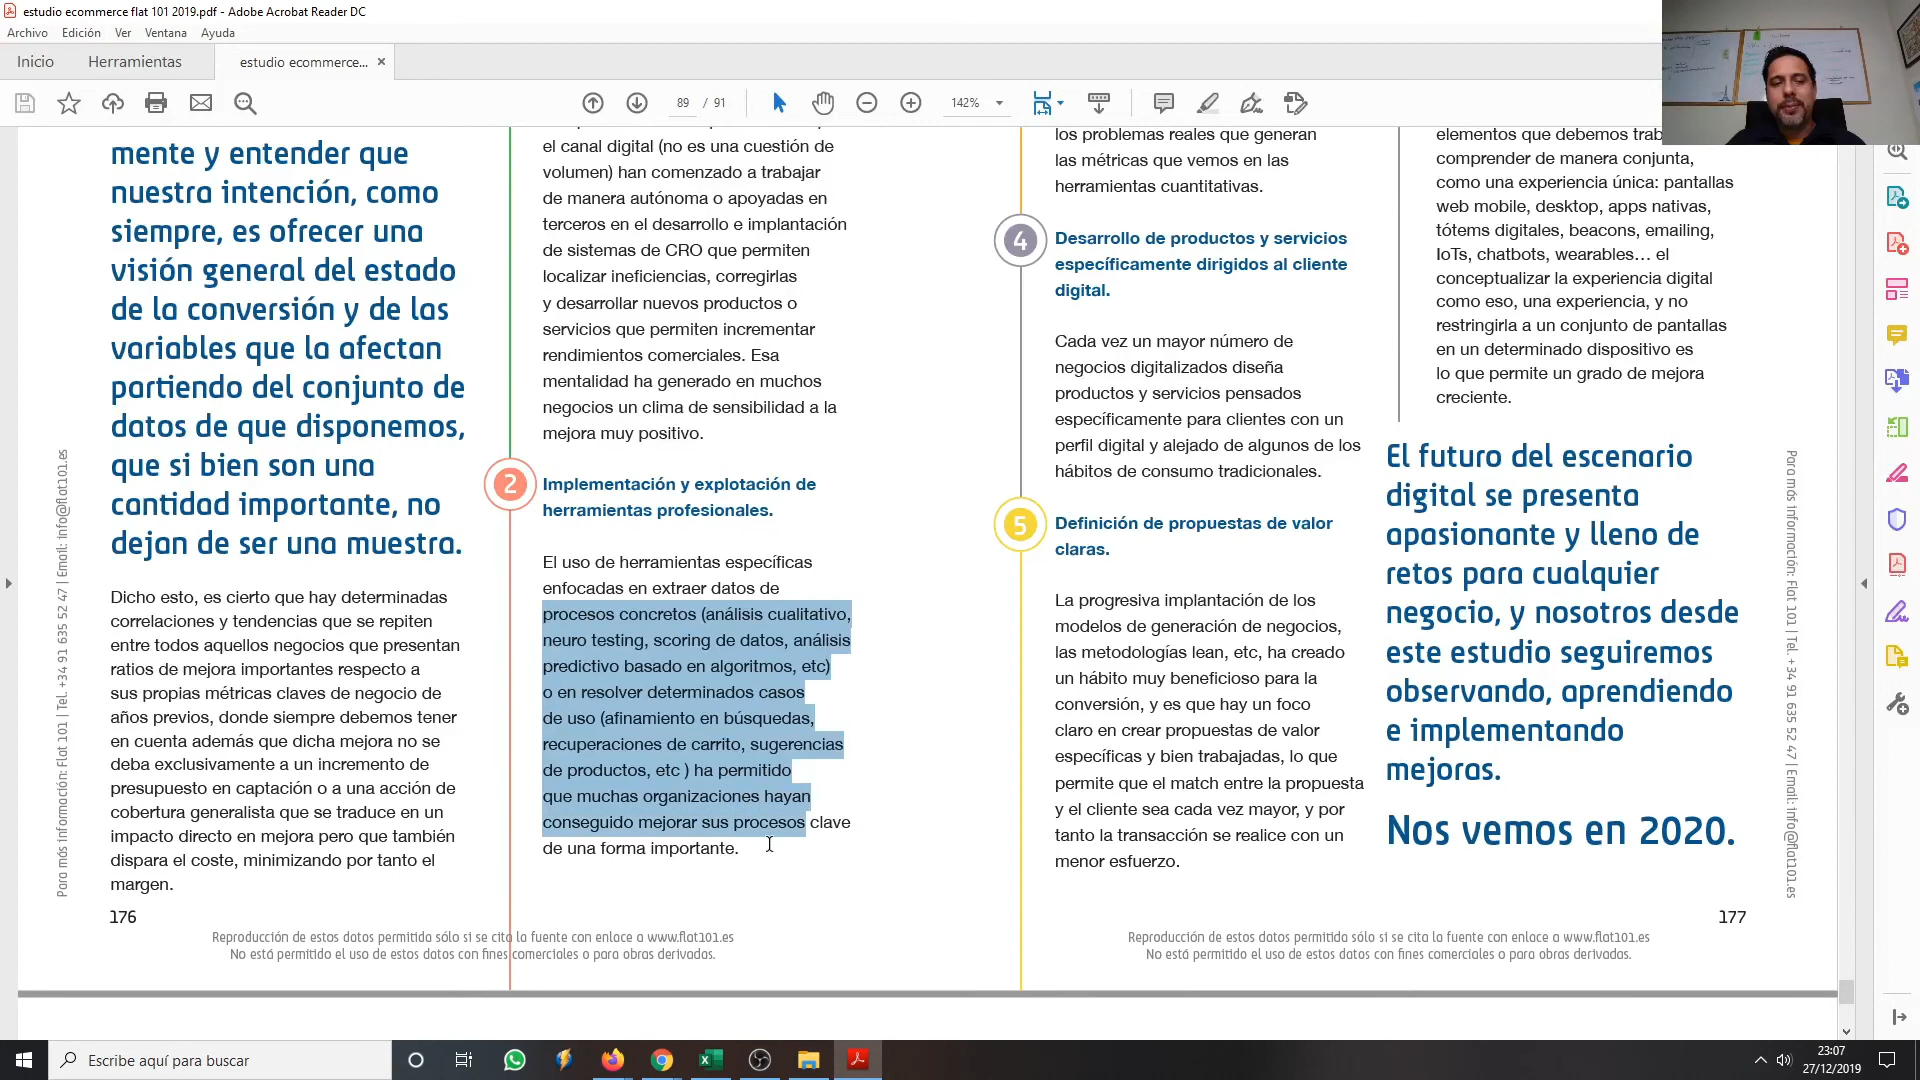 estudio ecommerce flat 101 2019.pdf - Adobe Acrobat Reader DC
Archivo Edición Ver Ventana Ayuda
Inicio Herramientas estudio ecommerce... ×
89 / 91 142%
mente y entender que
nuestra intención, como
siempre, es ofrecer una
visión general del estado
de la conversión y de las
variables que la afectan
partiendo del conjunto de
datos de que disponemos,
que si bien son una
cantidad importante, no
dejan de ser una muestra.
Dicho esto, es cierto que hay determinadas
correlaciones y tendencias que se repiten
entre todos aquellos negocios que presentan
ratios de mejora importantes respecto a
sus propias métricas claves de negocio de
años previos, donde siempre debemos tener
en cuenta además que dicha mejora no se
deba exclusivamente a un incremento de
presupuesto en captación o a una acción de
cobertura generalista que se traduce en un
impacto directo en mejora pero que también
dispara el coste, minimizando por tanto el
margen.
176
Para más información: Flat 101 | Tel. +34 91 635 52 47 | Email: info@flat101.es
el canal digital (no es una cuestión de
volumen) han comenzado a trabajar
de manera autónoma o apoyadas en
terceros en el desarrollo e implantación
de sistemas de CRO que permiten
localizar ineficiencias, corregirlas
y desarrollar nuevos productos o
servicios que permiten incrementar
rendimientos comerciales. Esa
mentalidad ha generado en muchos
negocios un clima de sensibilidad a la
mejora muy positivo.
2
Implementación y explotación de
herramientas profesionales.
El uso de herramientas específicas
enfocadas en extraer datos de
procesos concretos (análisis cualitativo,
neuro testing, scoring de datos, análisis
predictivo basado en algoritmos, etc)
o en resolver determinados casos
de uso (afinamiento en búsquedas,
recuperaciones de carrito, sugerencias
de productos, etc ) ha permitido
que muchas organizaciones hayan
conseguido mejorar sus procesos clave
de una forma importante.
Reproducción de estos datos permitida sólo si se cita la fuente con enlace a www.flat101.es
No está permitido el uso de estos datos con fines comerciales o para obras derivadas.
los problemas reales que generan
las métricas que vemos en las
herramientas cuantitativas.
4
Desarrollo de productos y servicios
específicamente dirigidos al cliente
digital.
Cada vez un mayor número de
negocios digitalizados diseña
productos y servicios pensados
específicamente para clientes con un
perfil digital y alejado de algunos de los
hábitos de consumo tradicionales.
5
Definición de propuestas de valor
claras.
La progresiva implantación de los
modelos de generación de negocios,
las metodologías lean, etc, ha creado
un hábito muy beneficioso para la
conversión, y es que hay un foco
claro en crear propuestas de valor
específicas y bien trabajadas, lo que
permite que el match entre la propuesta
y el cliente sea cada vez mayor, y por
tanto la transacción se realice con un
menor esfuerzo.
elementos que debemos
comprender de manera conjunta,
como una experiencia única: pantallas
web mobile, desktop, apps nativas,
tótems digitales, beacons, emailing,
IoTs, chatbots, wearables… el
conceptualizar la experiencia digital
como eso, una experiencia, y no
restringirla a un conjunto de pantallas
en un determinado dispositivo es
lo que permite un grado de mejora
creciente.
El futuro del escenario
digital se presenta
apasionante y lleno de
retos para cualquier
negocio, y nosotros desde
este estudio seguiremos
observando, aprendiendo
e implementando
mejoras.
Nos vemos en 2020.
177
Para más información: Flat 101 | Tel. +34 91 635 52 47 | Email: info@flat101.es
Reproducción de estos datos permitida sólo si se cita la fuente con enlace a www.flat101.es
No está permitido el uso de estos datos con fines comerciales o para obras derivadas.
Escribe aquí para buscar
23:07
27/12/2019